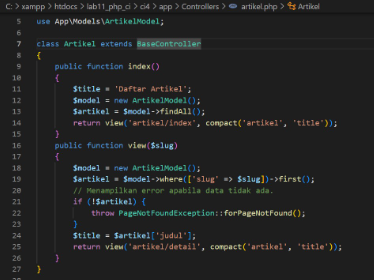 C: > xampp > htdocs > lab11_php_ci > ci4 > app > Controllers > artikel.php > Artikel
5 use App\Models\ArtikelModel;
6
7 class Artikel extends BaseController
8 {
9 public function index()
10 {
11 $title = 'Daftar Artikel';
12 $model = new ArtikelModel();
13 $artikel = $model->findAll();
14 return view('artikel/index', compact('artikel', 'title'));
15 }
16 public function view($slug)
17 {
18 $model = new ArtikelModel();
19 $artikel = $model->where(['slug' => $slug])->first();
20 // Menampilkan error apabila data tidak ada.
21 if (!$artikel) {
22 throw PageNotFoundException::forPageNotFound();
23 }
24 $title = $artikel['judul'];
25 return view('artikel/detail', compact('artikel', 'title'));
26 }
27 }